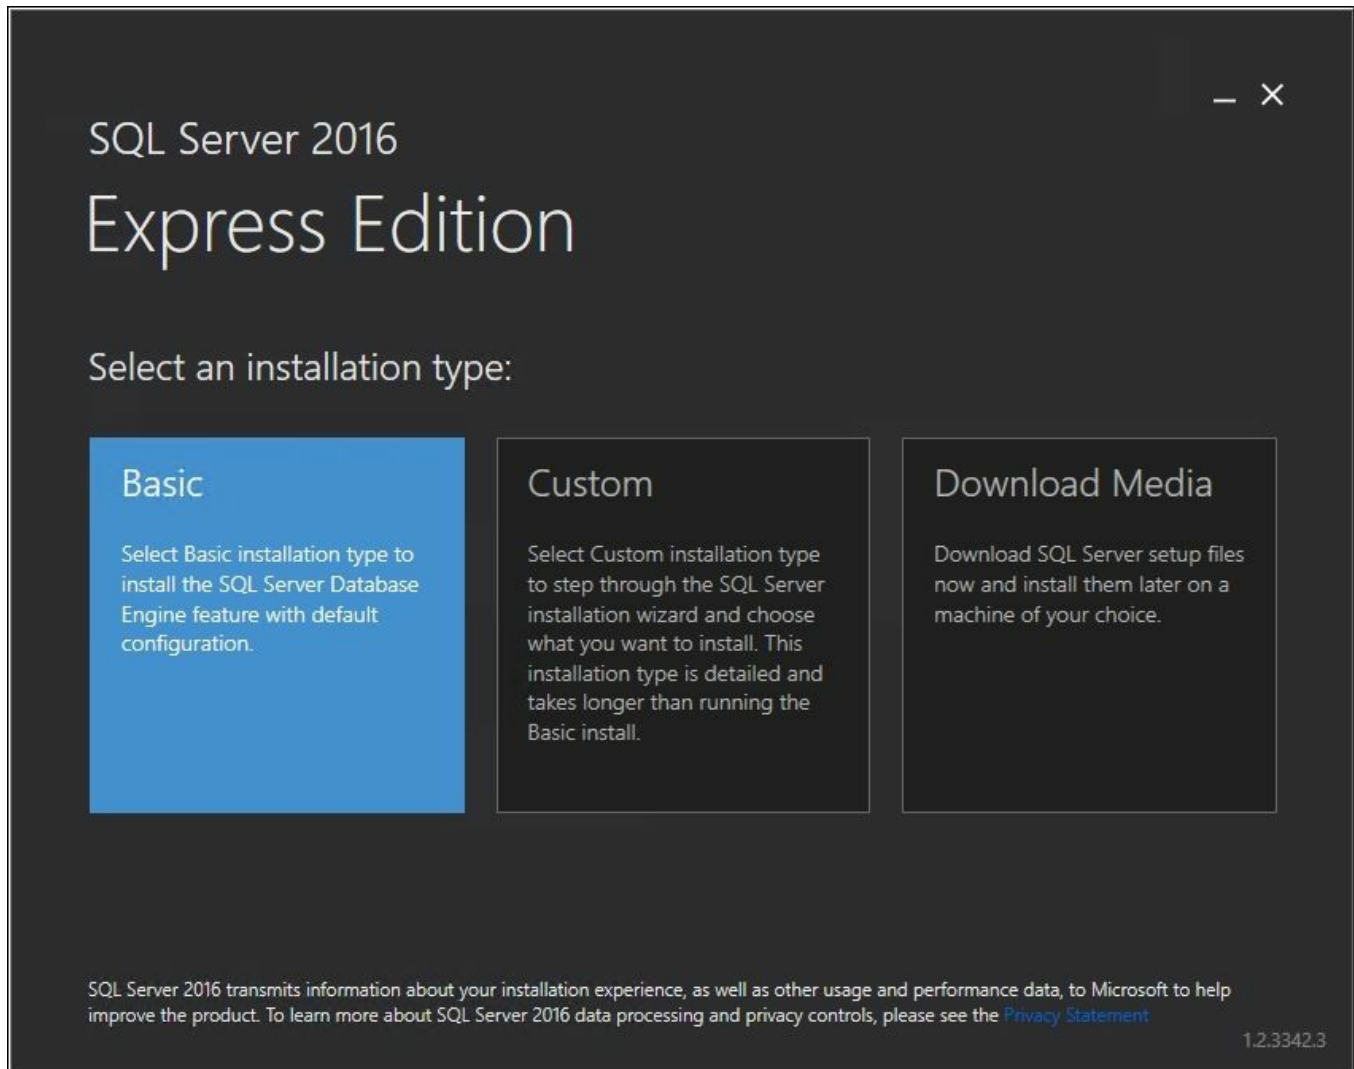 SQL Server 2016
Express Edition
Select an installation type:
Basic
Select Basic installation type to
install the SQL Server Database
Engine feature with default
configuration.
Custom
Select Custom installation type
to step through the SQL Server
installation wizard and choose
what you want to install. This
installation type is detailed and
takes longer than running the
Basic install.
Download Media
Download SQL Server setup files
now and install them later on a
machine of your choice.
SQL Server 2016 transmits information about your installation experience, as well as other usage and performance data, to Microsoft to help
improve the product. To learn more about SQL Server 2016 data processing and privacy controls, please see the Privacy Statement
1.2.3342.3